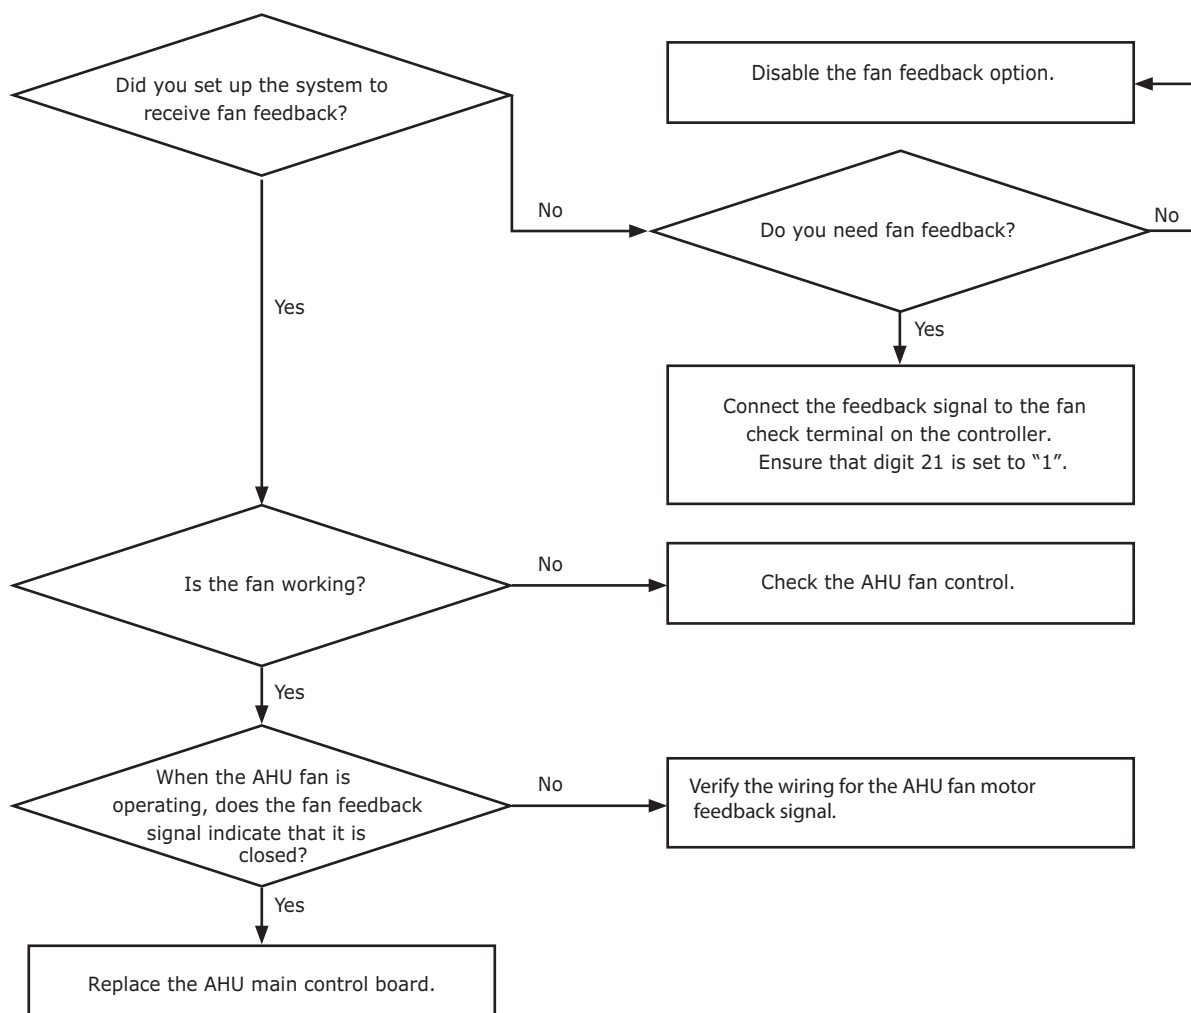 Did you set up the system to
receive fan feedback?
Disable the fan feedback option.
No
Do you need fan feedback?
No
Yes
Yes
Connect the feedback signal to the fan
check terminal on the controller.
Ensure that digit 21 is set to “1”.
Is the fan working?
No
Check the AHU fan control.
Yes
When the AHU fan is
operating, does the fan feedback
signal indicate that it is
closed?
No
Verify the wiring for the AHU fan motor
feedback signal.
Yes
Replace the AHU main control board.